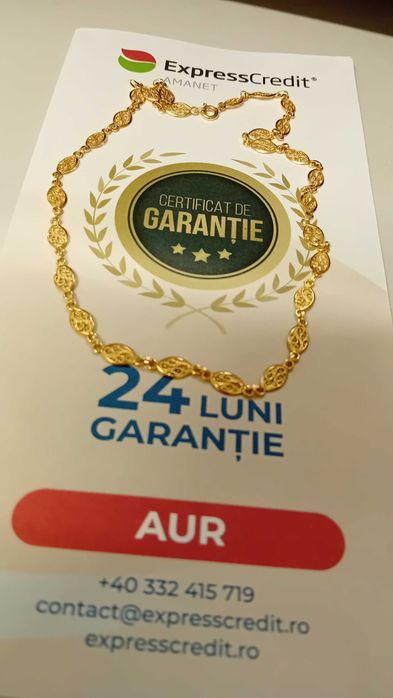 ExpressCredit®
AMANET
CERTIFICAT DE
GARANȚIE
24 LUNI
GARANȚIE
AUR
+40 332 415 719
contact@expresscredit.ro
expresscredit.ro